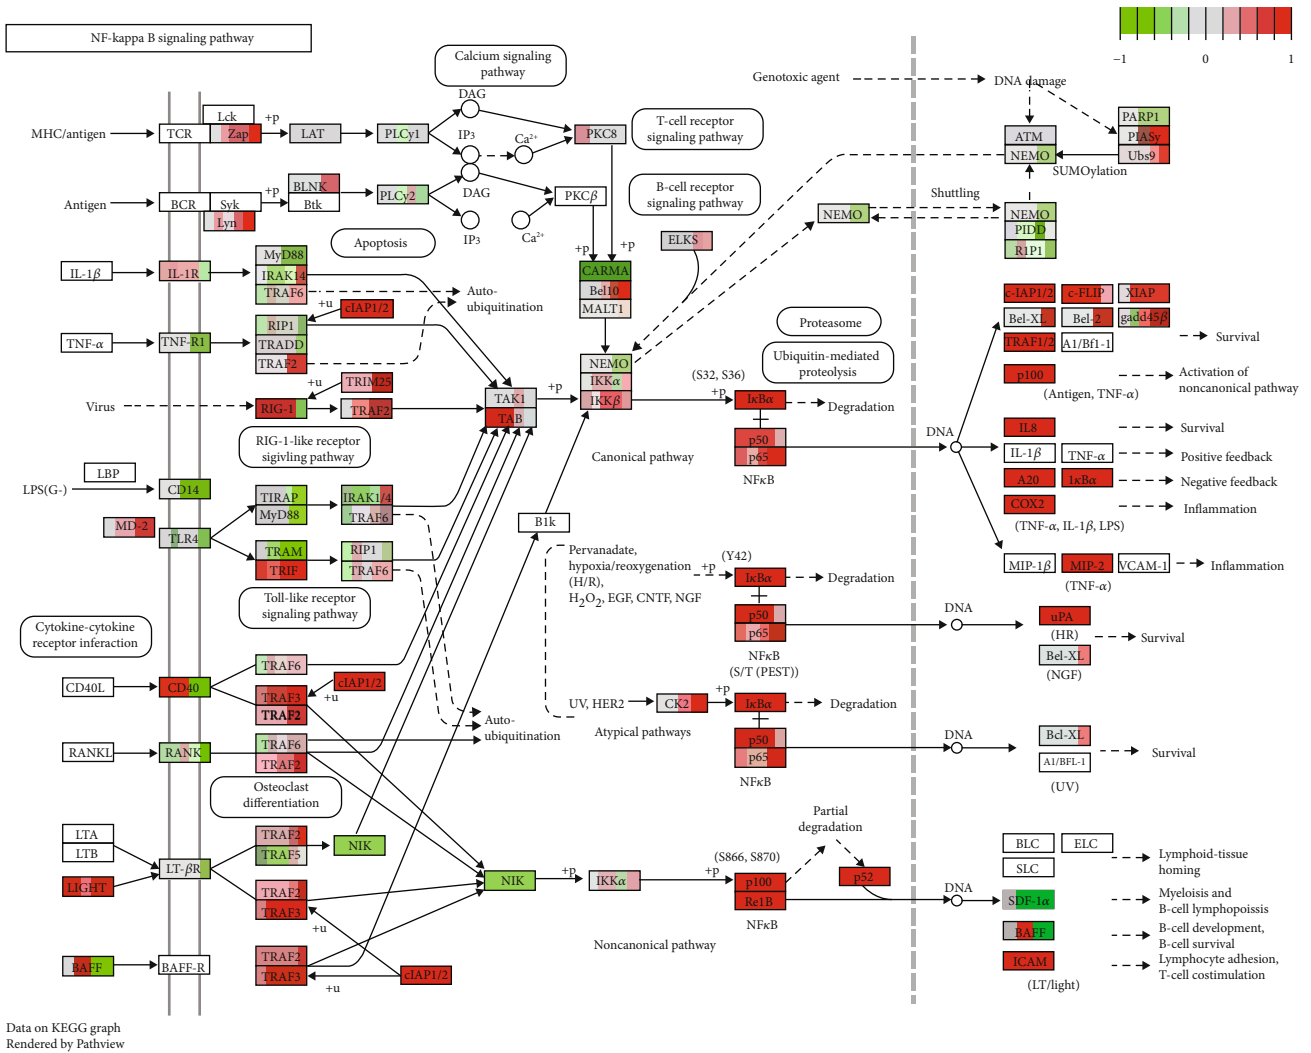 NF-kappa B signaling pathway
−1 0 1
Calcium signaling
pathway
Genotoxic agent
DNA damage
MHC/antigen
TCR
Lck
Zap
+p
LAT
PLCy1
DAG
IP3
Ca2+
PKC8
T-cell receptor
signaling pathway
ATM
NEMO
PARP1
PIASy
Ubs9
SUMOylation
Antigen
BCR
Syk
Lyn
+p
BLNK
Btk
PLCy2
DAG
IP3
Ca2+
PKCβ
B-cell receptor
signaling pathway
Shuttling
NEMO
NEMO
PIDD
R1P1
Apoptosis
+p
+p
ELKS
IL-1β
IL-1R
MyD88
IRAK14
TRAF6
Auto-
ubiquitination
CARMA
Bel10
MALT1
+u
cIAP1/2
TNF-α
TNF-R1
RIP1
TRADD
TRAF2
Proteasome
Ubiquitin-mediated
proteolysis
c-IAP1/2
c-FLIP
XIAP
Bel-XL
Bel-2
gadd45β
TRAF1/2
A1/Bf1-1
Survival
p100
Activation of
noncanonical pathway
(Antigen, TNF-α)
+u
TRIM25
Virus
RIG-1
TRAF2
TAK1
TAB
+p
NEMO
IKKα
IKKβ
(S32, S36)
+p
IκBα
Degradation
p50
p65
NFκB
Canonical pathway
RIG-1-like receptor
sigivling pathway
DNA
IL8
Survival
IL-1β
TNF-α
Positive feedback
A20
1κBα
Negative feedback
COX2
Inflammation
(TNF-α, IL-1β, LPS)
LBP
LPS(G-)
CD14
MD-2
TLR4
TIRAP
MyD88
IRAK1/4
TRAF6
TRAM
TRIF
RIP1
TRAF6
Toll-like receptor
signaling pathway
B1k
Pervanadate,
hypoxia/reoxygenation
(H/R),
H2O2, EGF, CNTF, NGF
+p
(Y42)
IκBα
Degradation
p50
p65
NFκB
(S/T (PEST))
MIP-1β
MIP-2
VCAM-1
Inflammation
(TNF-α)
DNA
uPA
(HR)
Bel-XL
(NGF)
Survival
Cytokine-cytokine
receptor inferaction
CD40L
CD40
TRAF6
TRAF3
TRAF2
cIAP1/2
+u
UV, HER2
CK2
+p
IκBα
Degradation
Atypical pathways
p50
p65
NFκB
DNA
Bcl-XL
A1/BFL-1
(UV)
Survival
RANKL
RANK
TRAF6
TRAF2
Auto-
ubiquitination
Osteoclast
differentiation
LTA
LTB
LIGHT
LT-βR
TRAF2
TRAF5
NIK
TRAF2
TRAF3
+u
NIK
+p
IKKα
+p
(S866, S870)
Partial
degradation
p100
Re1B
NFκB
p52
DNA
Noncanonical pathway
BLC
ELC
SLC
Lymphoid-tissue
homing
SDF-1α
Myeloisis and
B-cell lymphopoissis
BAFF
B-cell development,
B-cell survival
ICAM
Lymphocyte adhesion,
T-cell costimulation
(LT/light)
BAFF
BAFF-R
TRAF2
TRAF3
+u
cIAP1/2
Data on KEGG graph
Rendered by Pathview